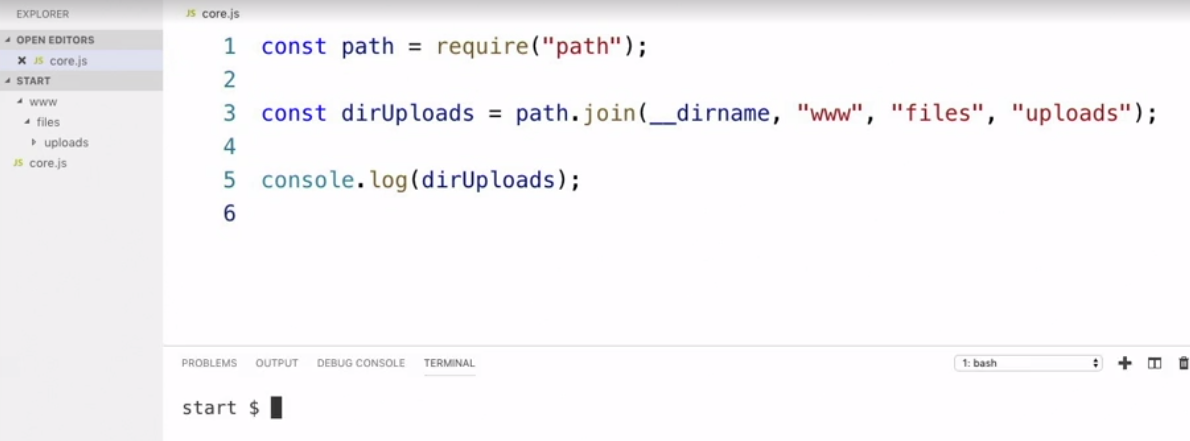 EXPLORER
OPEN EDITORS
JS core.js
START
www
files
uploads
JS core.js
JS core.js
1 const path = require("path");
2
3 const dirUploads = path.join(__dirname, "www", "files", "uploads");
4
5 console.log(dirUploads);
6
PROBLEMS OUTPUT DEBUG CONSOLE TERMINAL 1: bash
start $